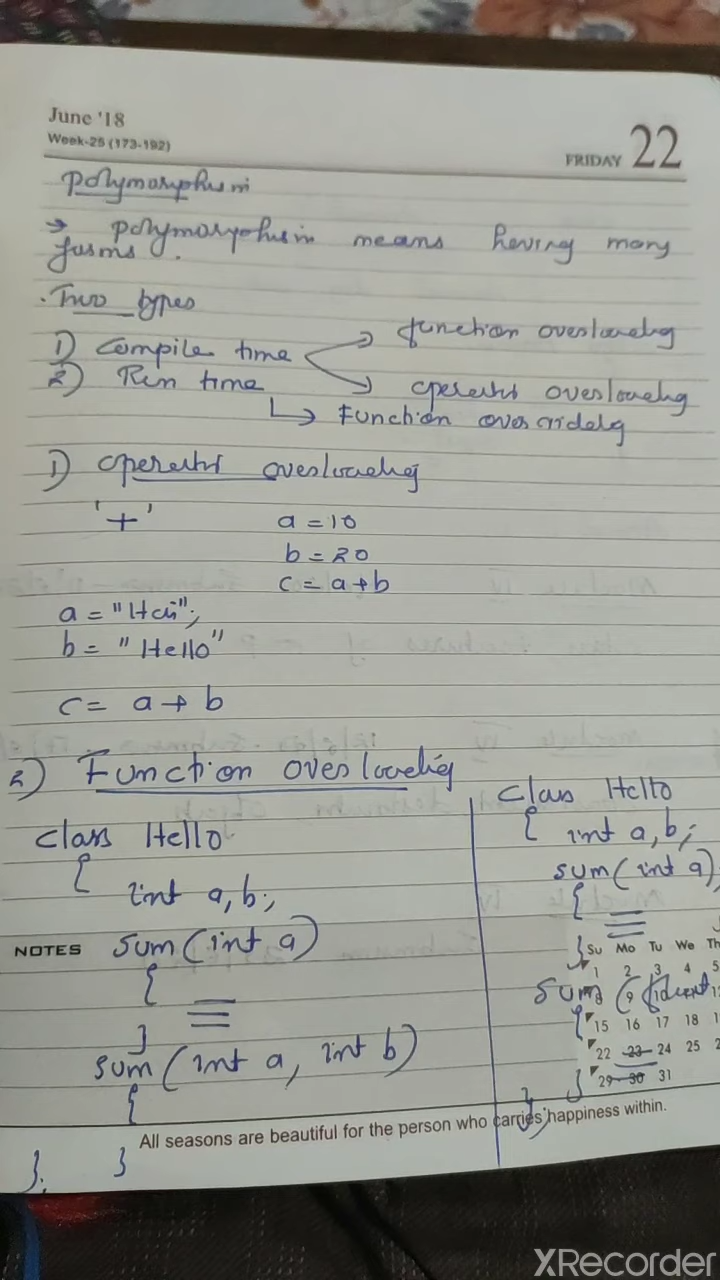 June '18
Week-25 (173-192)
FRIDAY 22
polymorphism
→ polymorphism means having many
forms.
. Two types
1) Compile time → function overloading
→ operator overloading
2) Run time
↳ Function overriding
1) operator overloading
'+' a = 10
b = 20
c = a+b
a = "Hai";
b = "Hello"
c = a + b
2) Function overloading
class Hello
{
int a, b;
sum (int a)
{
}
sum (int a, int b)
{
}
};
class Hello
{ int a, b;
sum (int a)
{
}
sum (
{
}
};
NOTES
Su Mo Tu We Th
1 2 3 4 5
9
15 16 17 18
22 23 24 25
29 30 31
All seasons are beautiful for the person who carries happiness within.
XRecorder